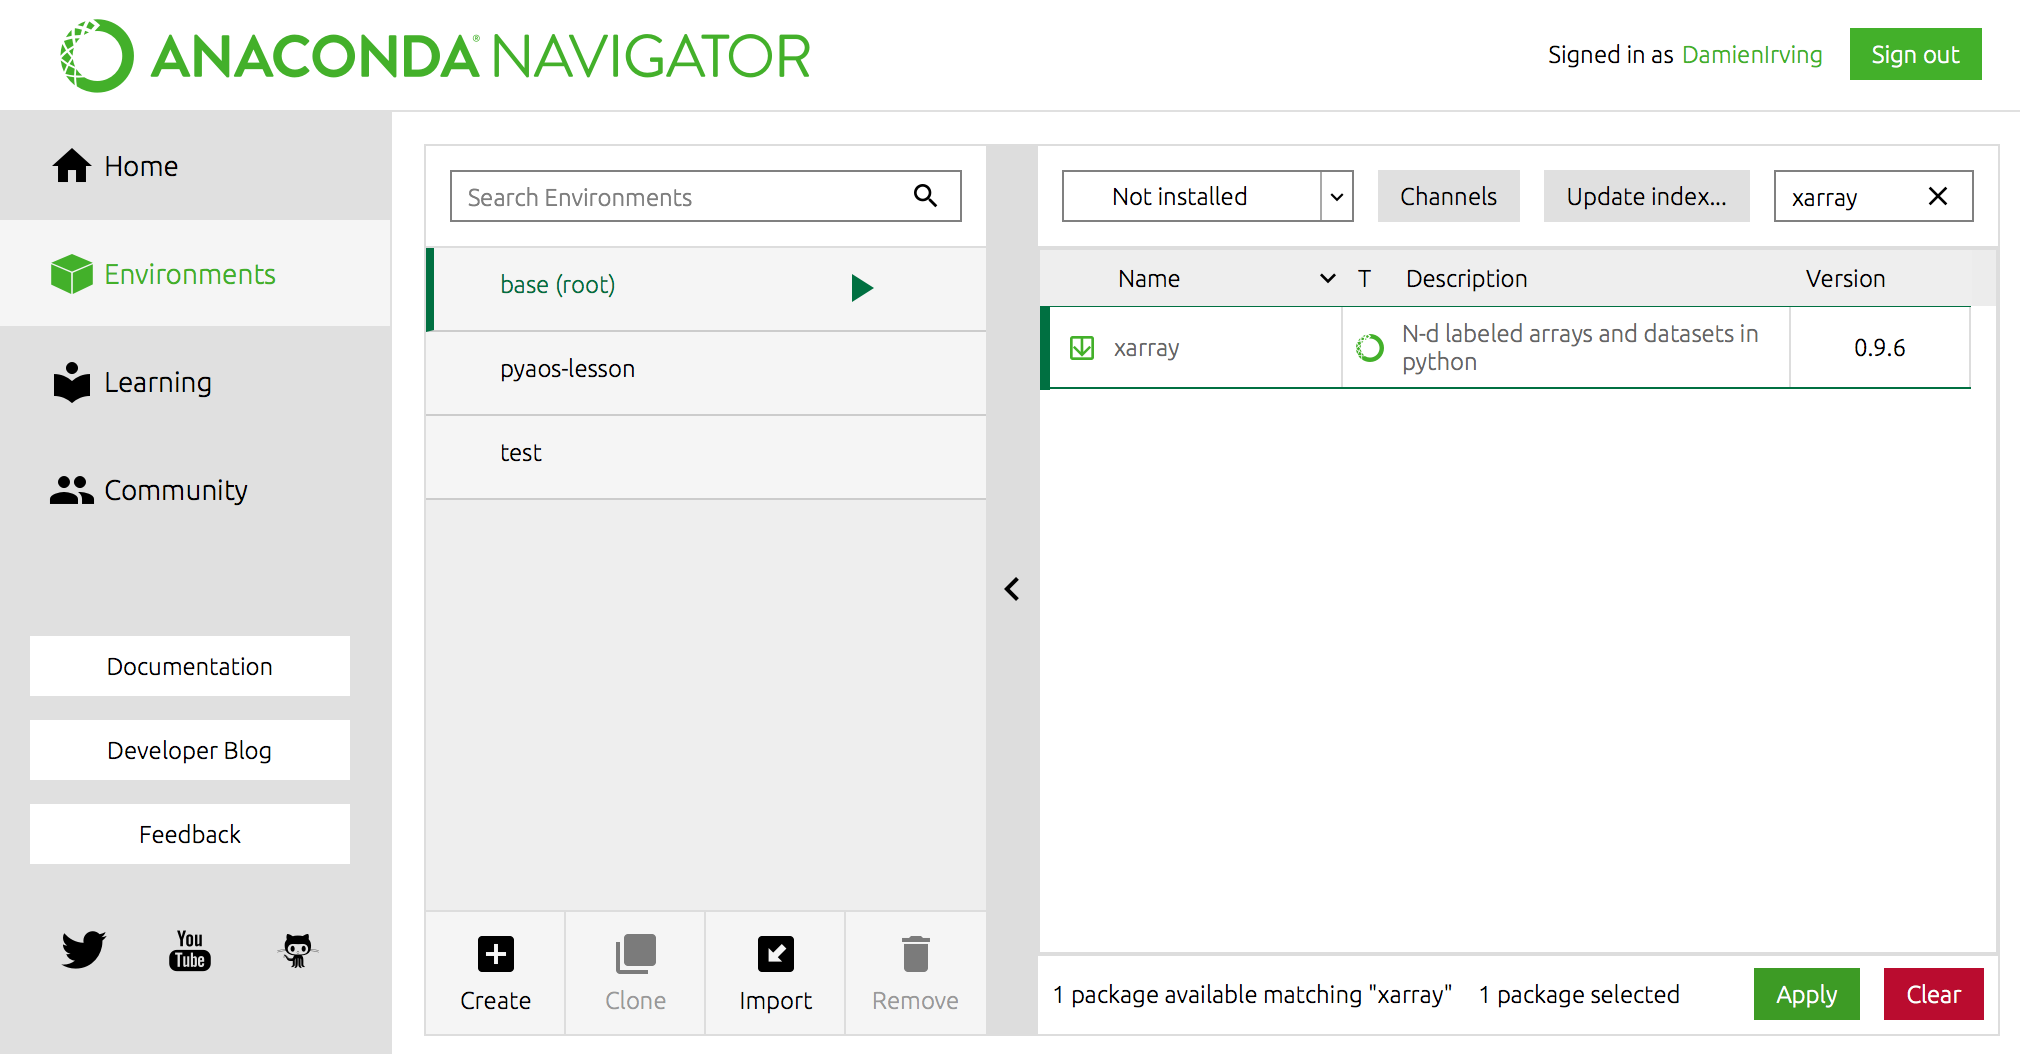 ANACONDA® NAVIGATOR
Signed in as DamienIrving
Sign out
Home
Environments
Learning
Community
Documentation
Developer Blog
Feedback
You
Tube
Search Environments
base (root)
pyaos-lesson
test
Create
Clone
Import
Remove
Not installed
Channels
Update index...
xarray
Name T Description Version
xarray
N-d labeled arrays and datasets in
python
0.9.6
1 package available matching "xarray" 1 package selected
Apply
Clear